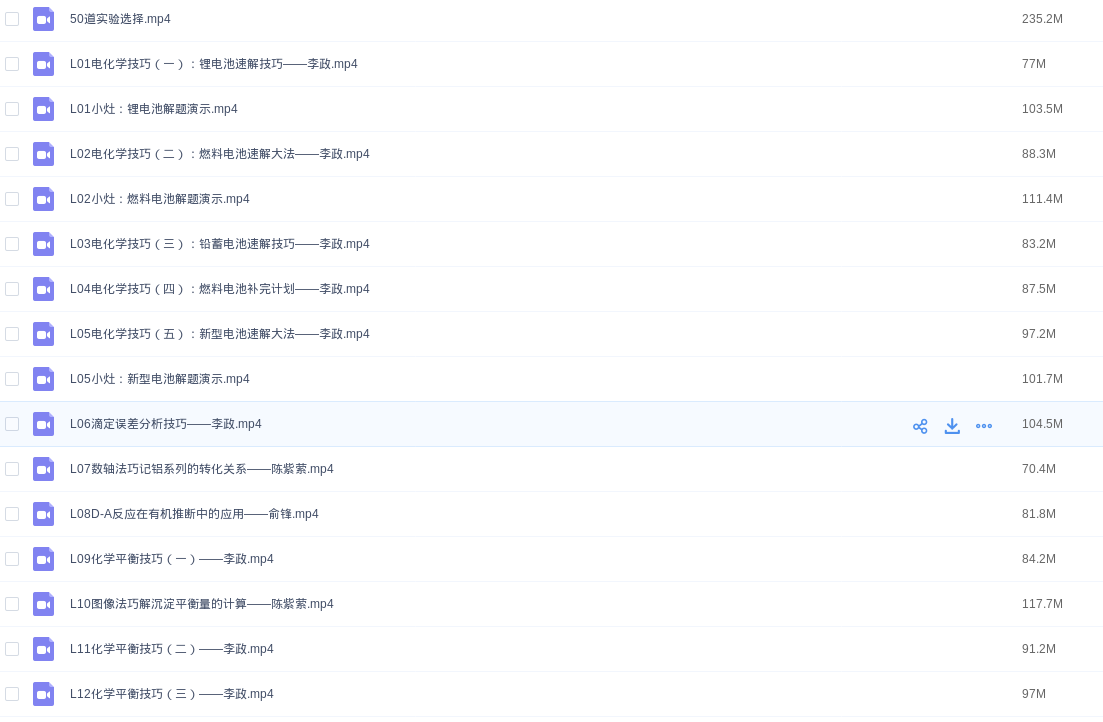 50道实验选择.mp4 235.2M
L01电化学技巧（一）：锂电池速解技巧——李政.mp4 77M
L01小灶：锂电池解题演示.mp4 103.5M
L02电化学技巧（二）：燃料电池速解大法——李政.mp4 88.3M
L02小灶：燃料电池解题演示.mp4 111.4M
L03电化学技巧（三）：铅蓄电池速解技巧——李政.mp4 83.2M
L04电化学技巧（四）：燃料电池补完计划——李政.mp4 87.5M
L05电化学技巧（五）：新型电池速解大法——李政.mp4 97.2M
L05小灶：新型电池解题演示.mp4 101.7M
L06滴定误差分析技巧——李政.mp4 104.5M
L07数轴法巧记铝系列的转化关系——陈紫萦.mp4 70.4M
L08D-A反应在有机推断中的应用——俞锋.mp4 81.8M
L09化学平衡技巧（一）——李政.mp4 84.2M
L10图像法巧解沉淀平衡量的计算——陈紫萦.mp4 117.7M
L11化学平衡技巧（二）——李政.mp4 91.2M
L12化学平衡技巧（三）——李政.mp4 97M